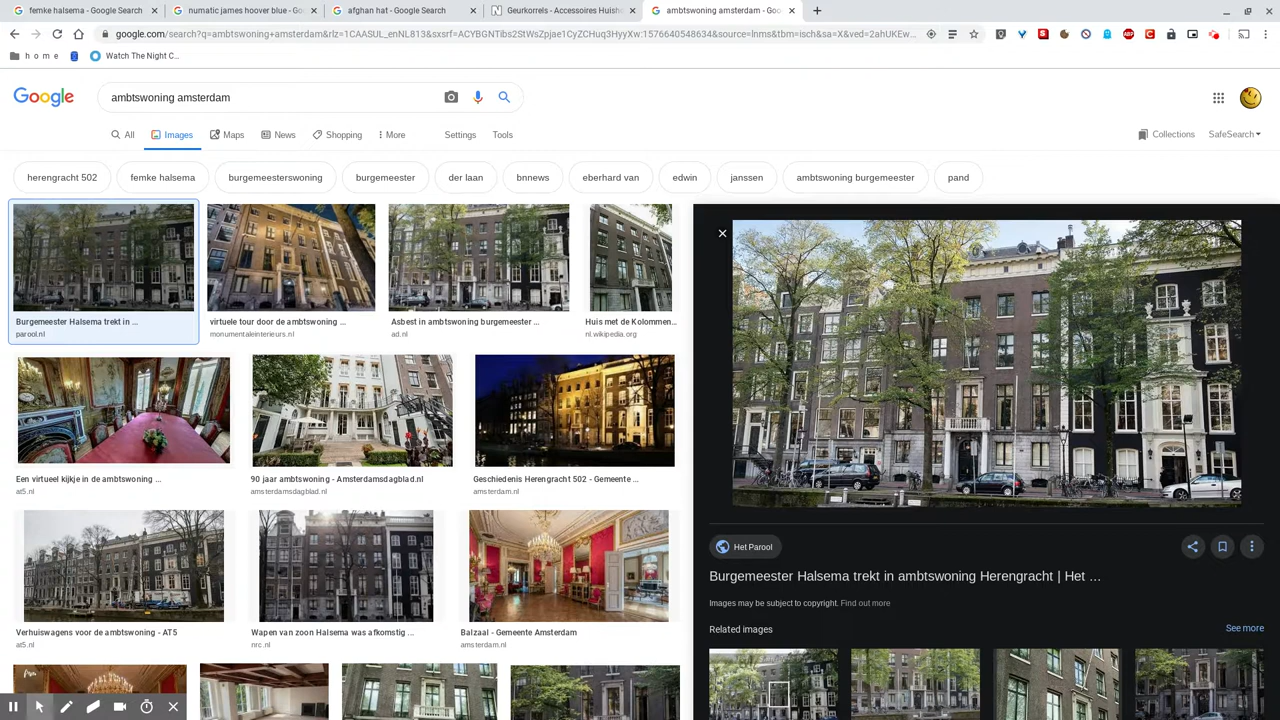 femke halsema - Google Search
numatic james hoover blue - Go
afghan hat - Google Search
Geurkorrels - Accessoires Huish
ambtswoning amsterdam - Goo
google.com/search?q=ambtswoning+amsterdam&rlz=1CAASUL_enNL813&sxsrf=ACYBGNTibs2StWsZpjae1CyZCHuq3HyyXw:1576640548634&source=lnms&tbm=isch&sa=X&ved=2ahUKEw...
h o m e
Watch The Night C...
Google
ambtswoning amsterdam
All
Images
Maps
News
Shopping
More
Settings
Tools
Collections
SafeSearch
herengracht 502
femke halsema
burgemeesterswoning
burgemeester
der laan
bnnews
eberhard van
edwin
janssen
ambtswoning burgemeester
pand
Burgemeester Halsema trekt in ...
parool.nl
virtuele tour door de ambtswoning ...
monumentaleinterieurs.nl
Asbest in ambtswoning burgemeester ...
ad.nl
Huis met de Kolommen...
nl.wikipedia.org
Een virtueel kijkje in de ambtswoning ...
at5.nl
90 jaar ambtswoning - Amsterdamsdagblad.nl
amsterdamsdagblad.nl
Geschiedenis Herengracht 502 - Gemeente ...
amsterdam.nl
Verhuiswagens voor de ambtswoning - AT5
at5.nl
Wapen van zoon Halsema was afkomstig ...
nrc.nl
Balzaal - Gemeente Amsterdam
amsterdam.nl
Het Parool
Burgemeester Halsema trekt in ambtswoning Herengracht | Het ...
Images may be subject to copyright. Find out more
Related images
See more